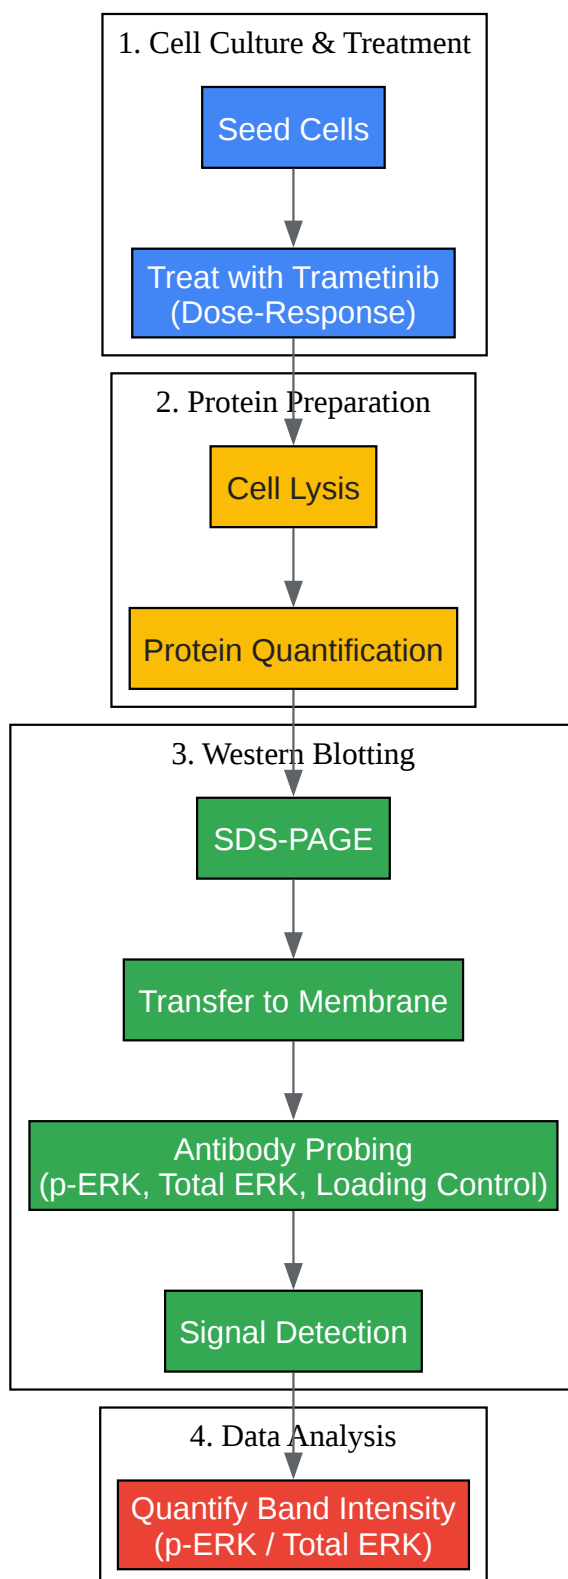 1. Cell Culture & Treatment
Seed Cells
Treat with Trametinib
(Dose-Response)
2. Protein Preparation
Cell Lysis
Protein Quantification
3. Western Blotting
SDS-PAGE
Transfer to Membrane
Antibody Probing
(p-ERK, Total ERK, Loading Control)
Signal Detection
4. Data Analysis
Quantify Band Intensity
(p-ERK / Total ERK)